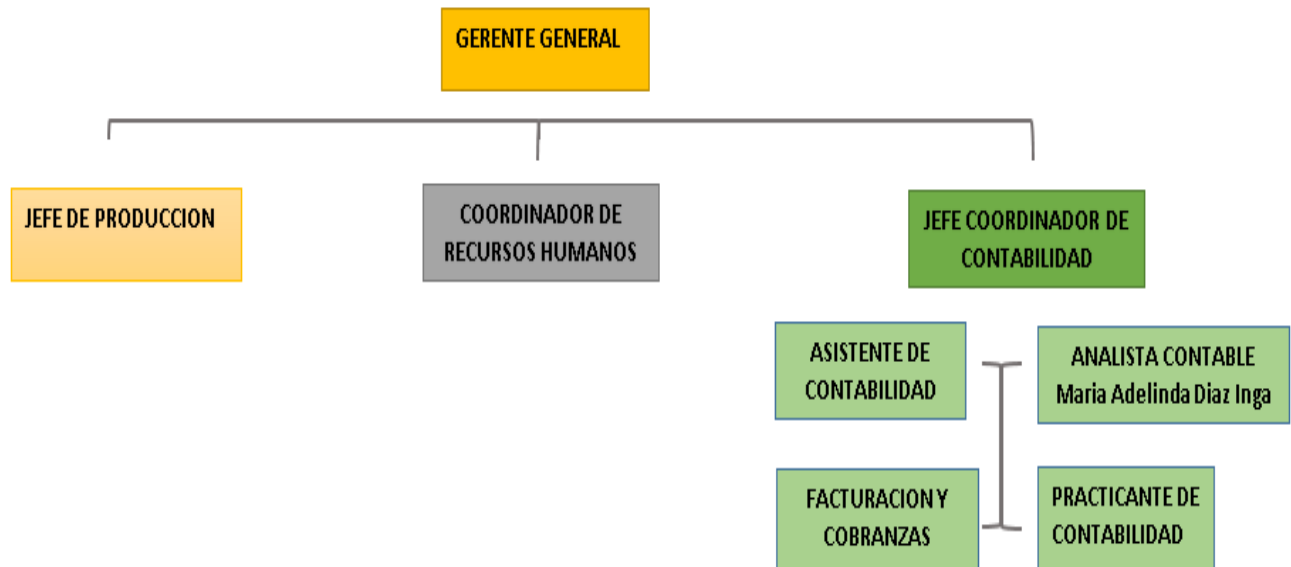 GERENTE GENERAL
JEFE DE PRODUCCION
COORDINADOR DE
RECURSOS HUMANOS
JEFE COORDINADOR DE
CONTABILIDAD
ASISTENTE DE
CONTABILIDAD
ANALISTA CONTABLE
Maria Adelinda Diaz Inga
FACTURACION Y
COBRANZAS
PRACTICANTE DE
CONTABILIDAD